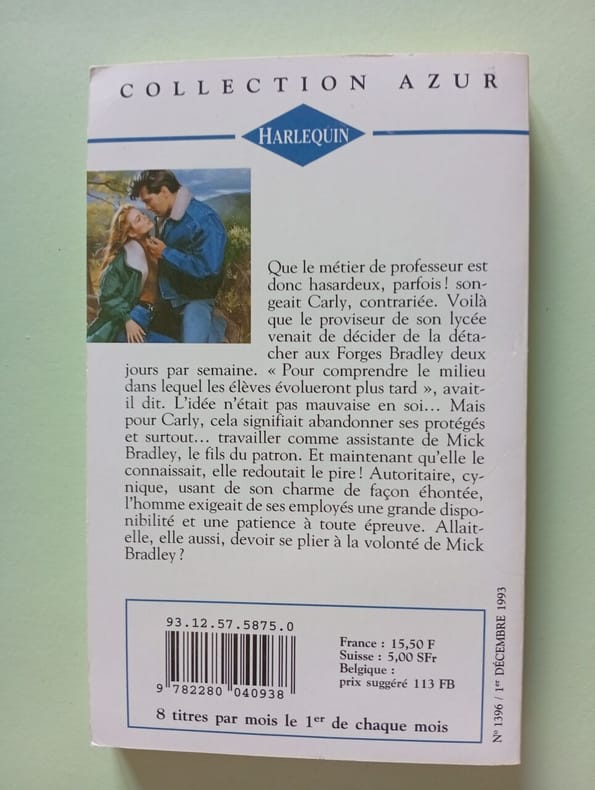 COLLECTION AZUR
HARLEQUIN
Que le métier de professeur est
donc hasardeux, parfois ! son-
geait Carly, contrariée. Voilà
que le proviseur de son lycée
venait de décider de la déta-
cher aux Forges Bradley deux
jours par semaine. « Pour comprendre le milieu
dans lequel les élèves évolueront plus tard », avait-
il dit. L'idée n'était pas mauvaise en soi... Mais
pour Carly, cela signifiait abandonner ses protégés
et surtout... travailler comme assistante de Mick
Bradley, le fils du patron. Et maintenant qu'elle le
connaissait, elle redoutait le pire ! Autoritaire, cy-
nique, usant de son charme de façon éhontée,
l'homme exigeait de ses employés une grande dispo-
nibilité et une patience à toute épreuve. Allait-
elle, elle aussi, devoir se plier à la volonté de Mick
Bradley ?
93.12.57.5875.0
9 782280 040938
France : 15,50 F
Suisse : 5,00 SFr
Belgique :
prix suggéré 113 FB
8 titres par mois le 1er de chaque mois
N° 1396 / 1er DÉCEMBRE 1993